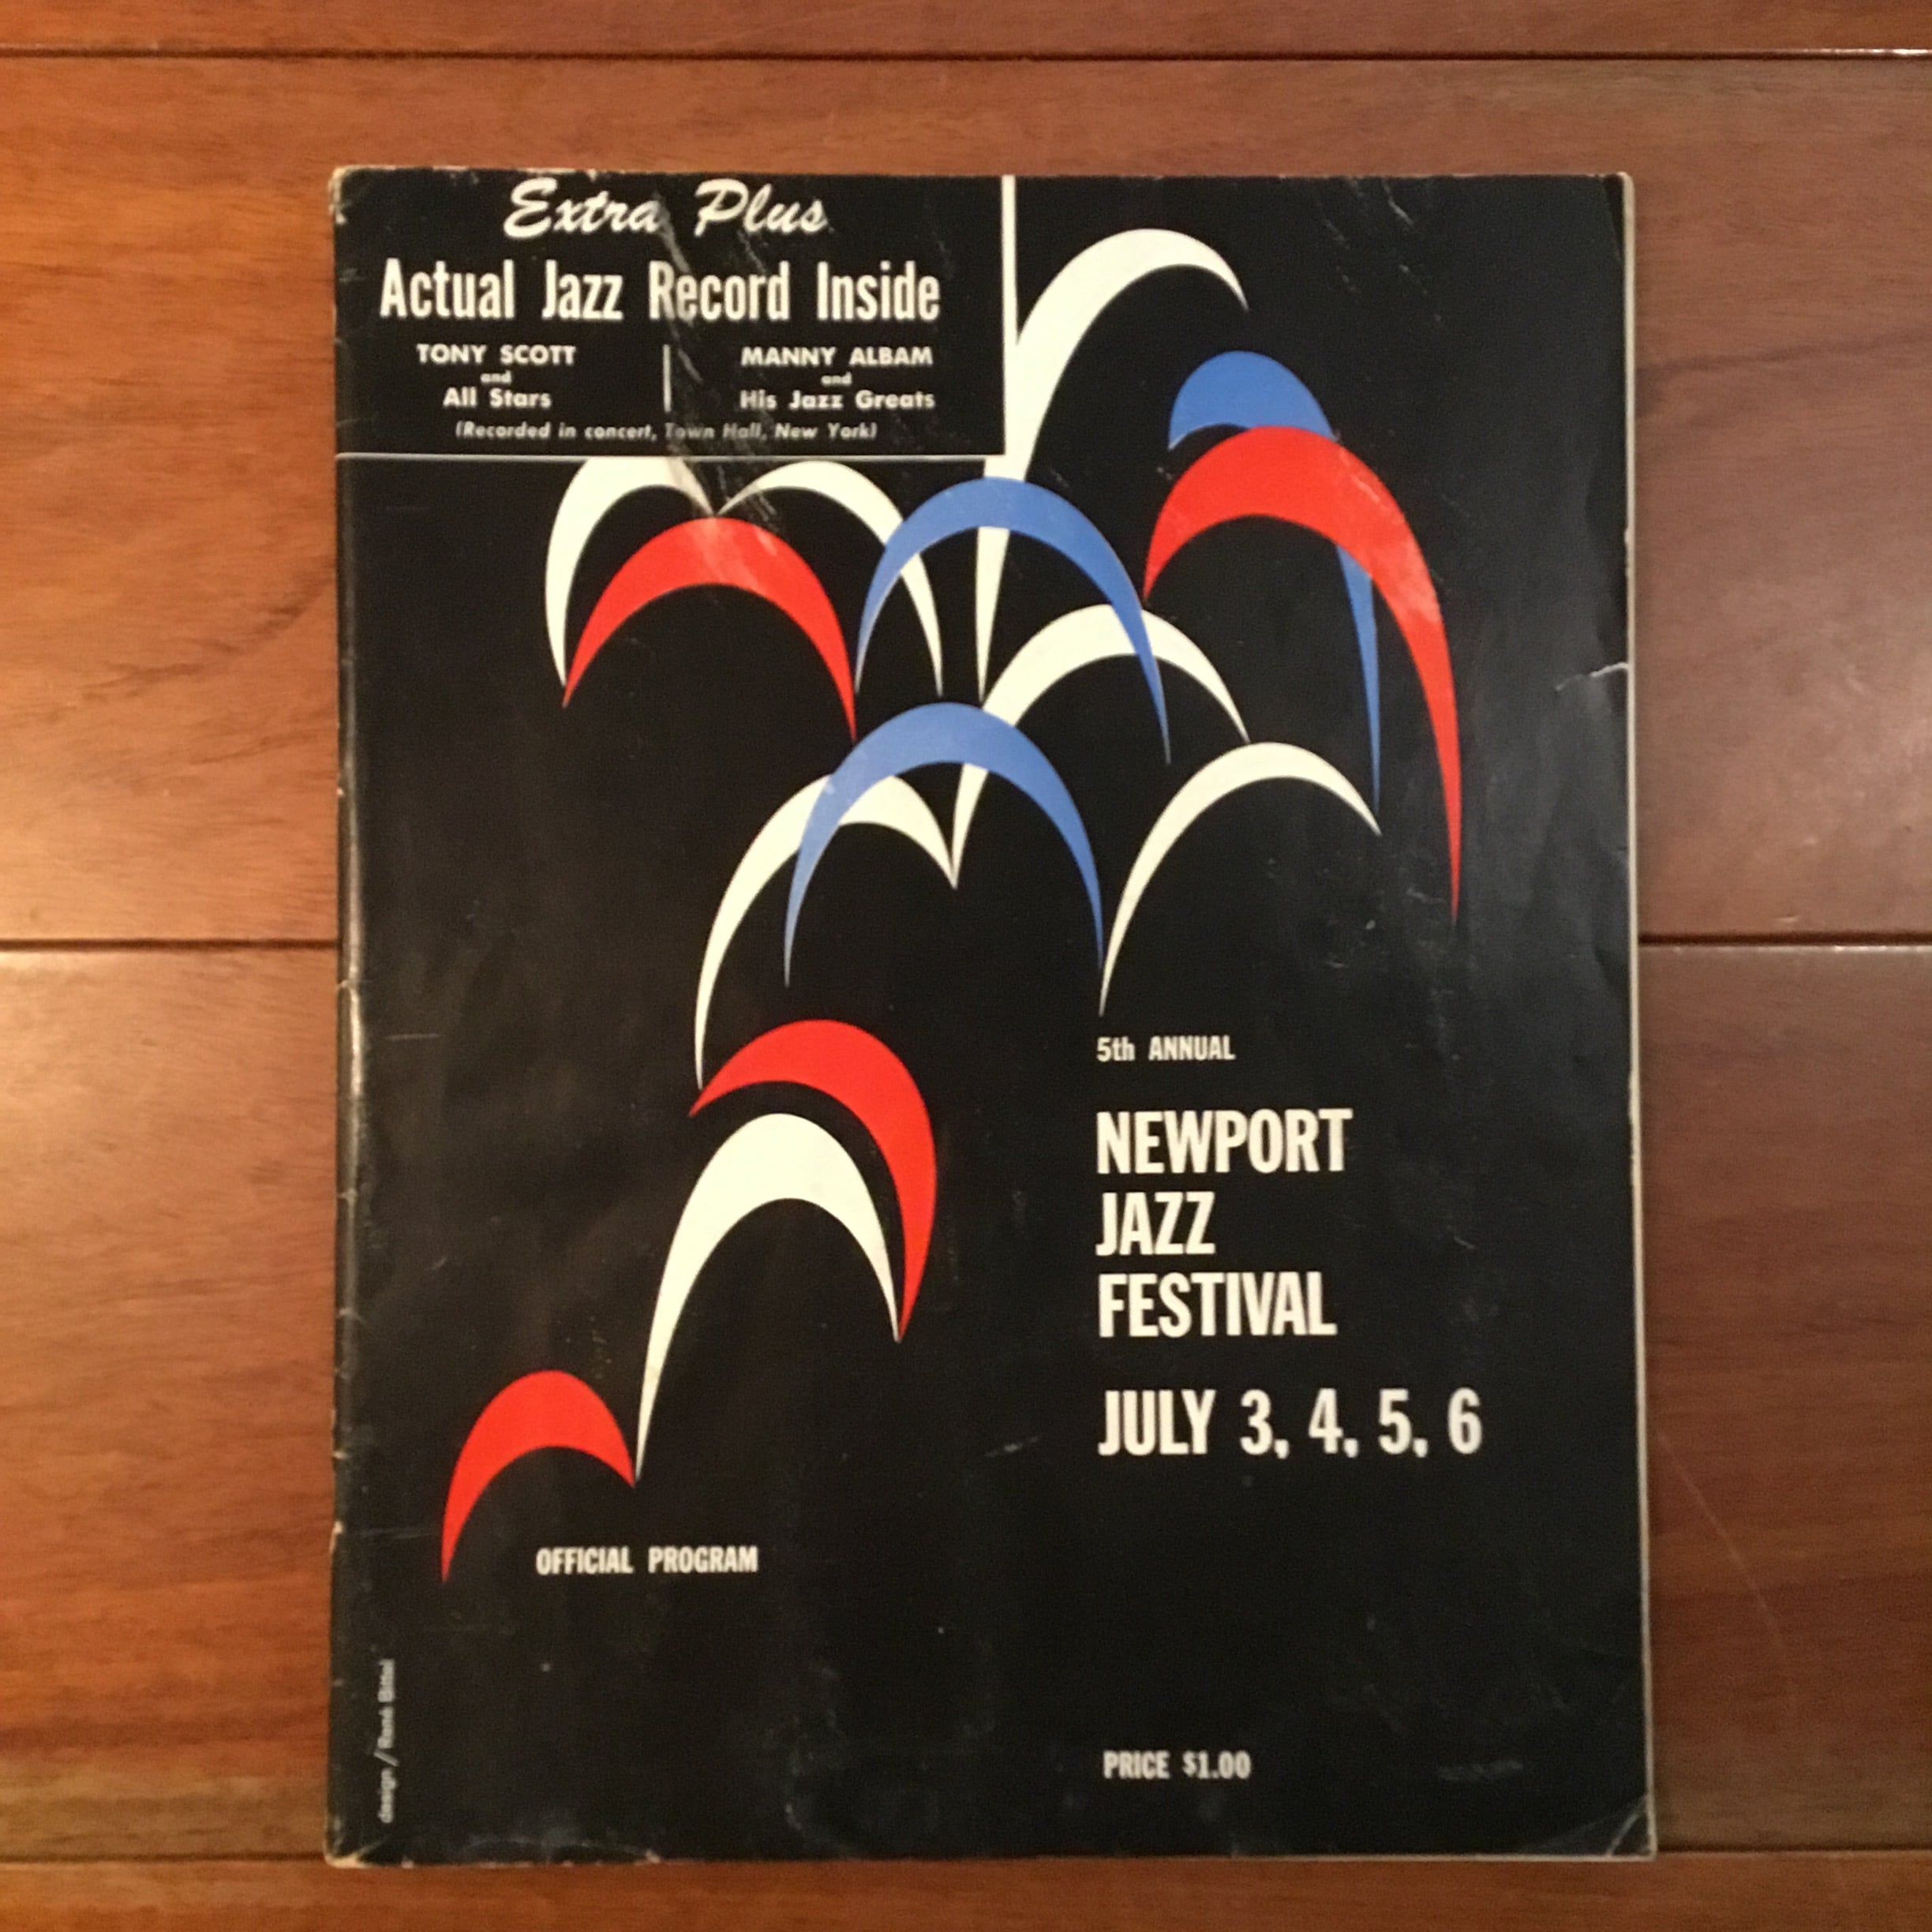 Extra Plus
Actual Jazz Record Inside
TONY SCOTT
and
All Stars
MANNY ALBAM
and
His Jazz Greats
(Recorded in concert, Town Hall, New York)
5th ANNUAL
NEWPORT
JAZZ
FESTIVAL
JULY 3, 4, 5, 6
OFFICIAL PROGRAM
PRICE $1.00
design /